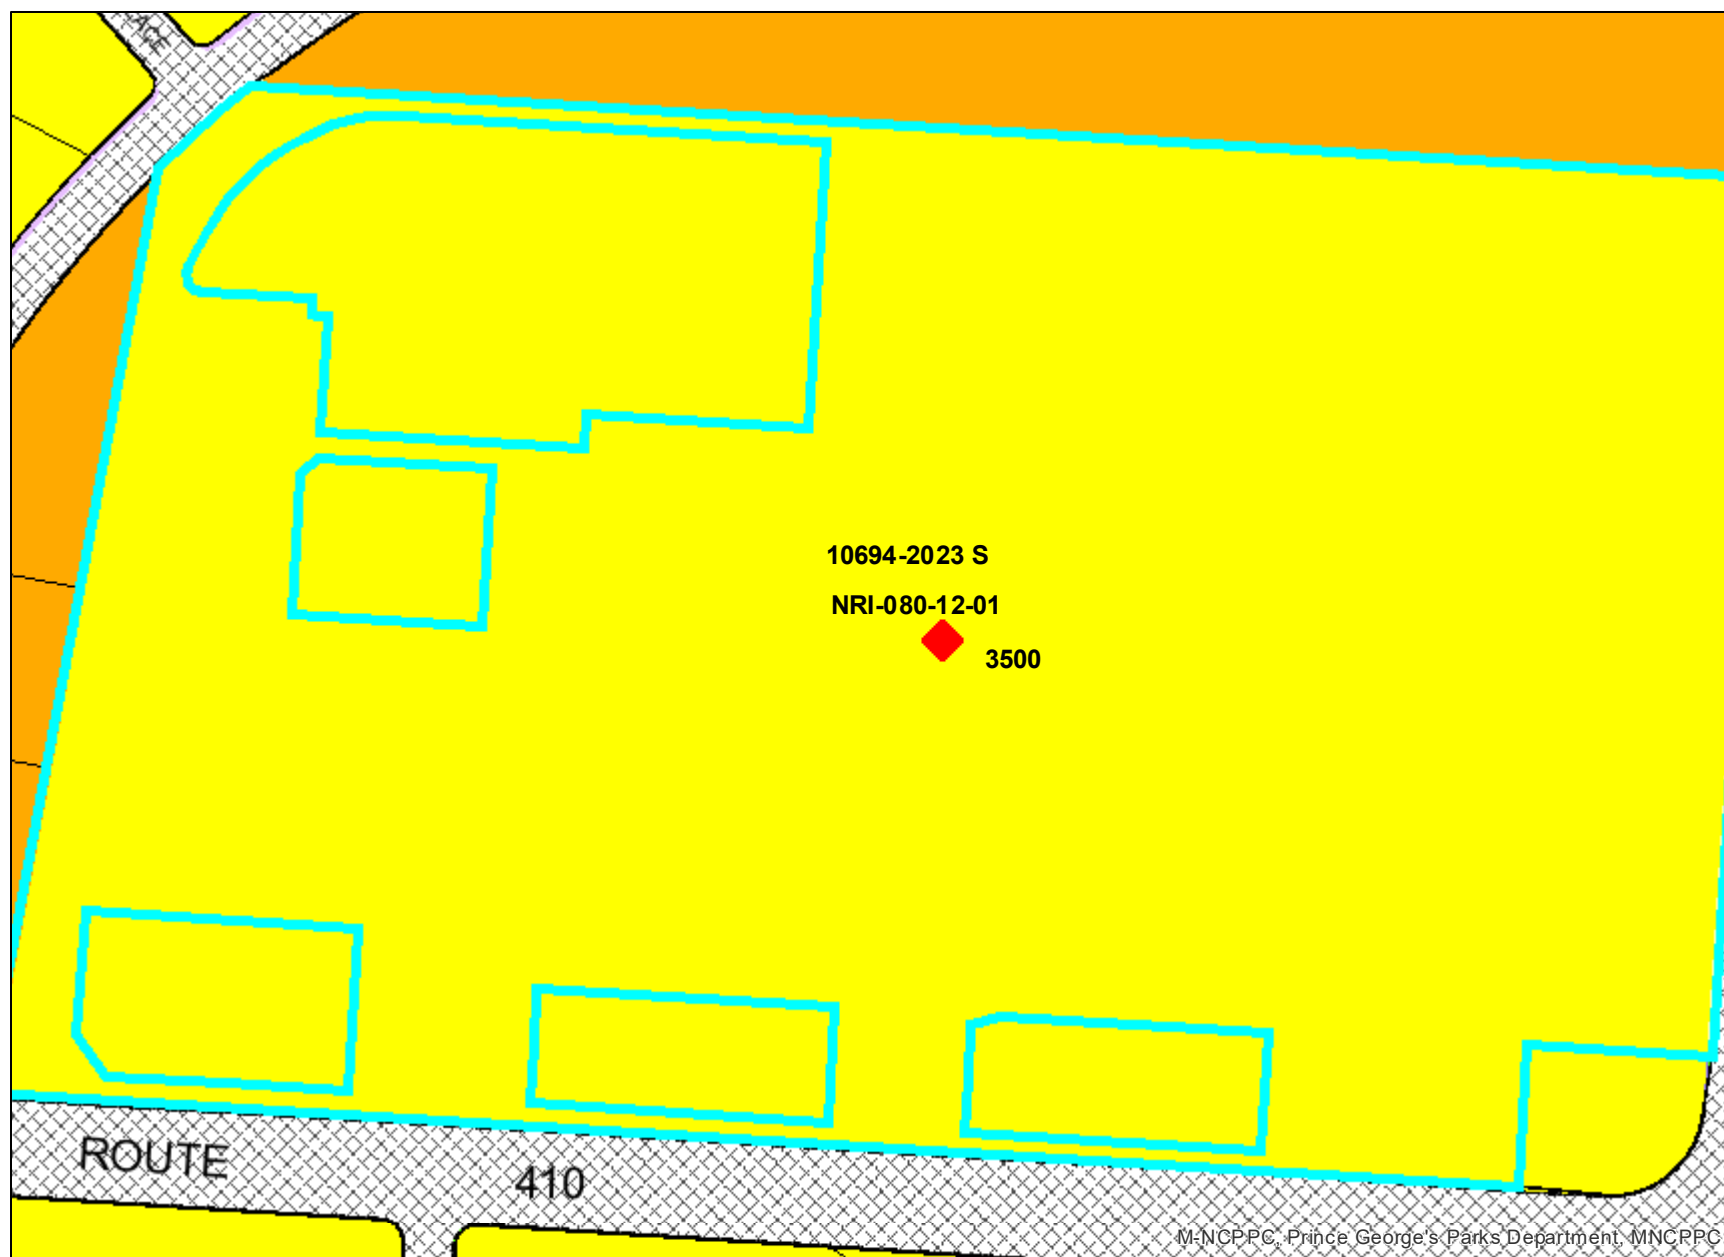 10694-2023 S
NRI-080-12-01
3500
ROUTE
410
M-NCPPC, Prince George's Parks Department, MNCPPC